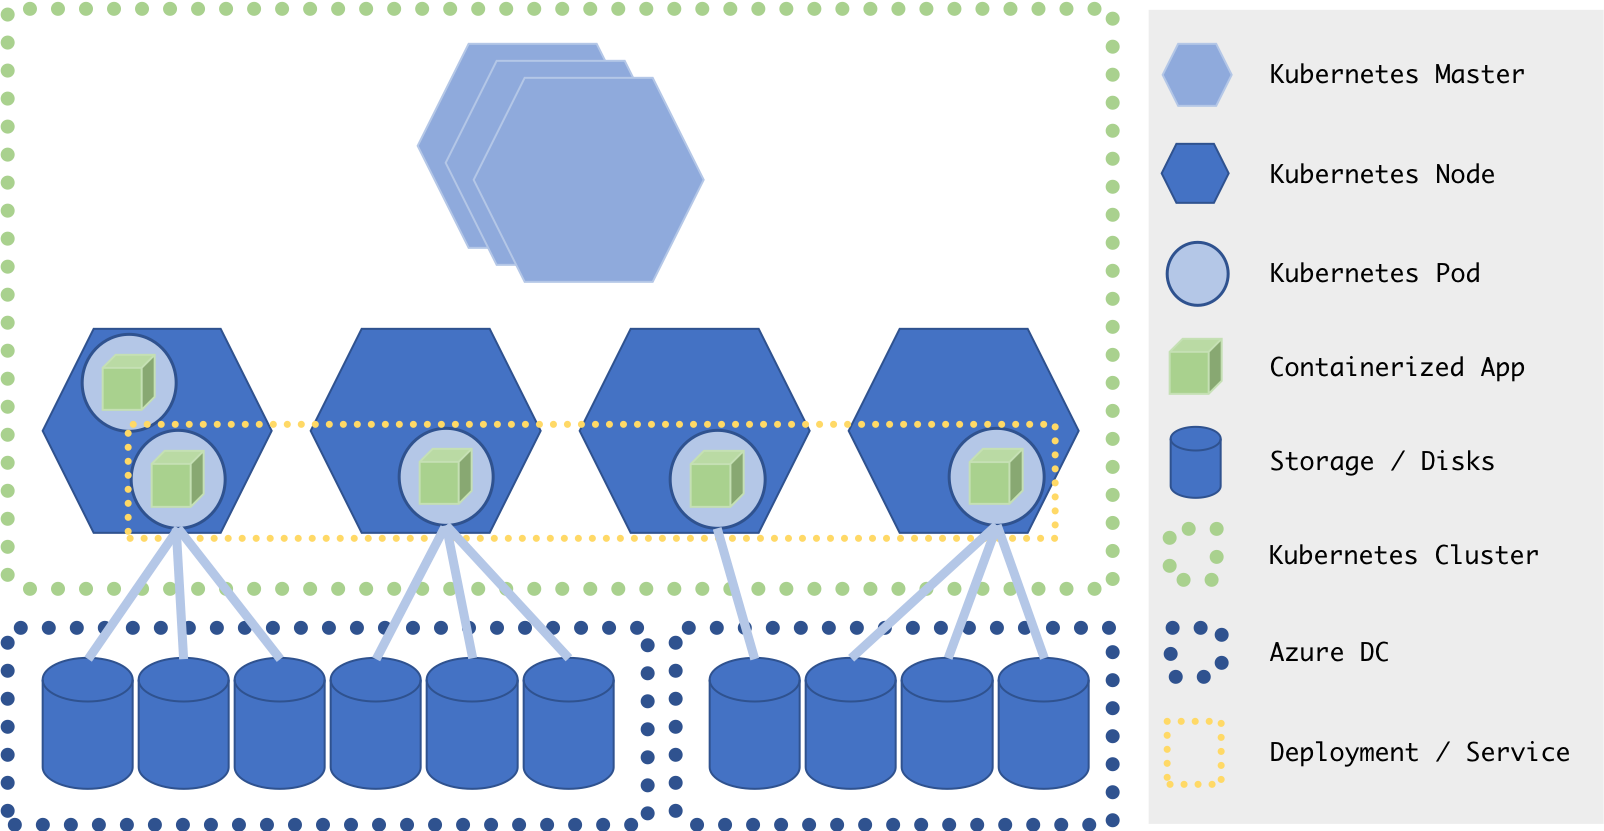 Kubernetes Master
Kubernetes Node
Kubernetes Pod
Containerized App
Storage / Disks
Kubernetes Cluster
Azure DC
Deployment / Service